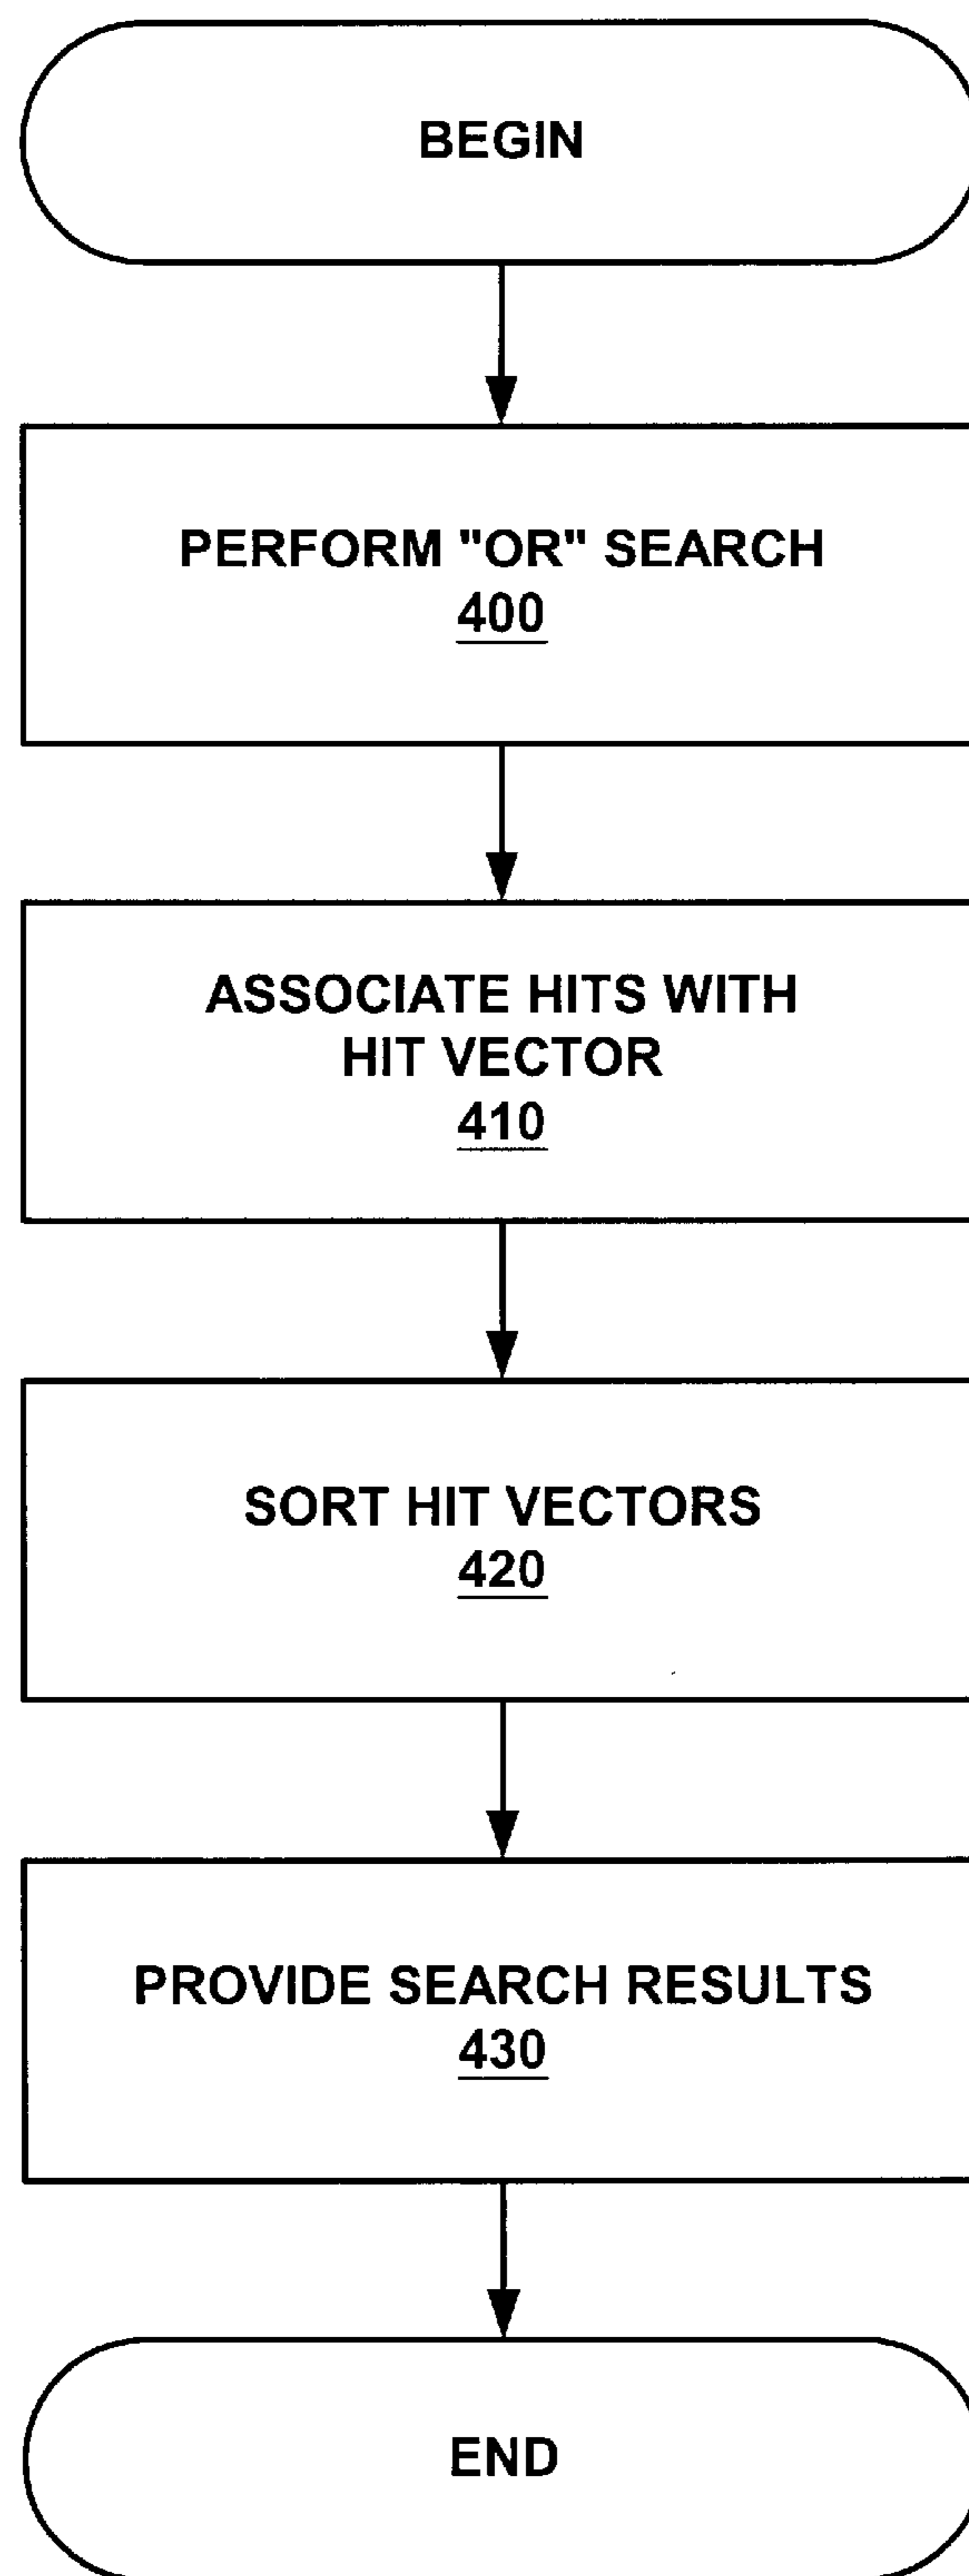 BEGIN
PERFORM "OR" SEARCH
400
ASSOCIATE HITS WITH
HIT VECTOR
410
SORT HIT VECTORS
420
PROVIDE SEARCH RESULTS
430
END